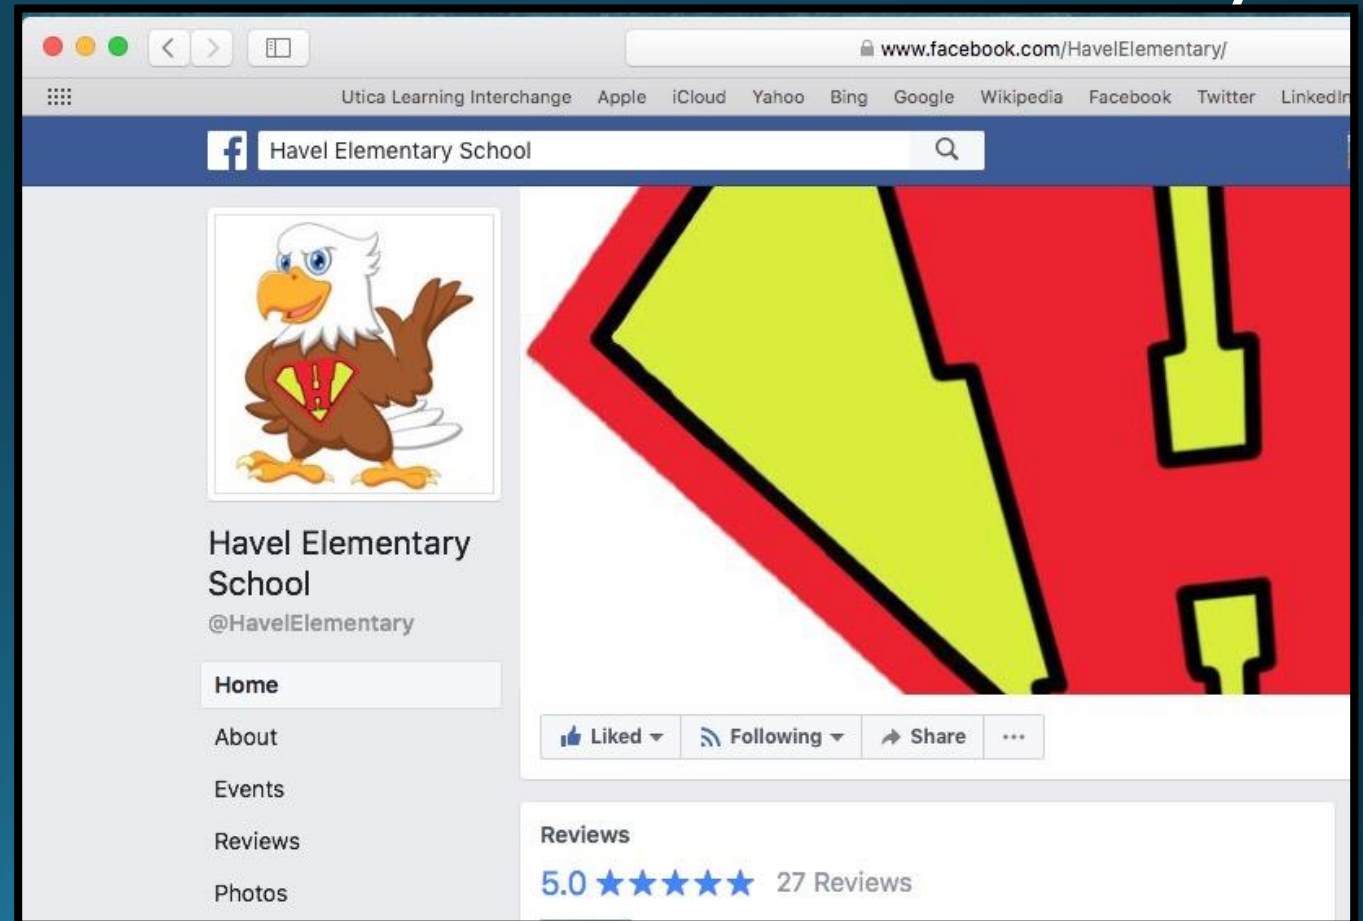 www.facebook.com/HavelElementary/
Utica Learning Interchange Apple iCloud Yahoo Bing Google Wikipedia Facebook Twitter LinkedIn
f Havel Elementary School
H
H
Havel Elementary
School
@HavelElementary
Home
About
Events
Reviews
Photos
Liked Following Share ...
Reviews
5.0 ★★★★★ 27 Reviews